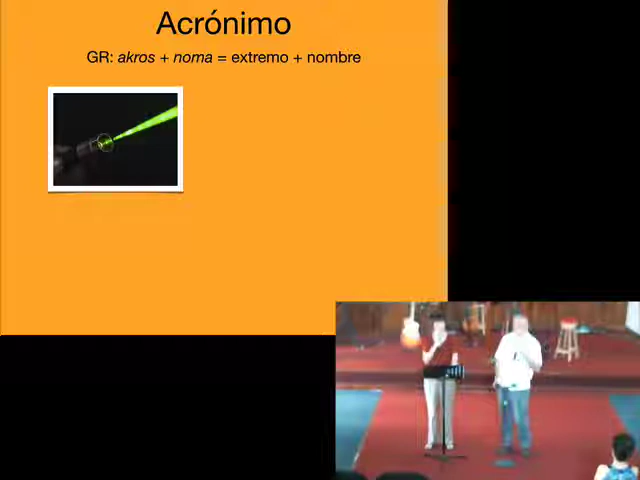 Acrónimo
GR: akros + noma = extremo + nombre